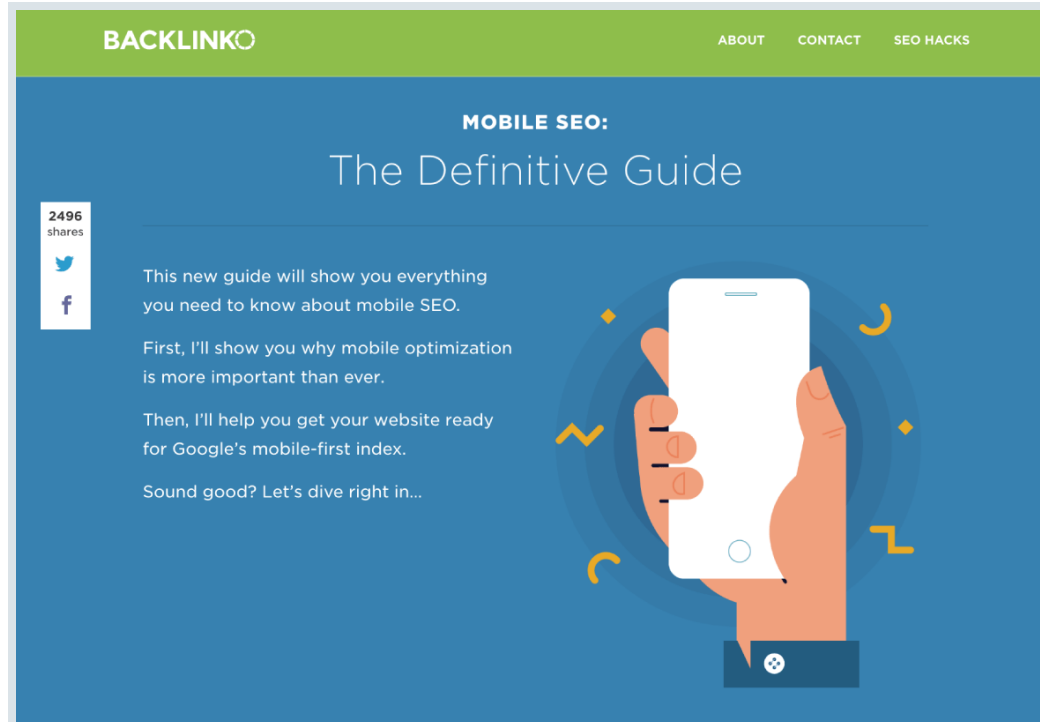 BACKLINKO
ABOUT CONTACT SEO HACKS
MOBILE SEO:
The Definitive Guide
2496
shares
This new guide will show you everything
you need to know about mobile SEO.
First, I'll show you why mobile optimization
is more important than ever.
Then, I'll help you get your website ready
for Google's mobile-first index.
Sound good? Let's dive right in...